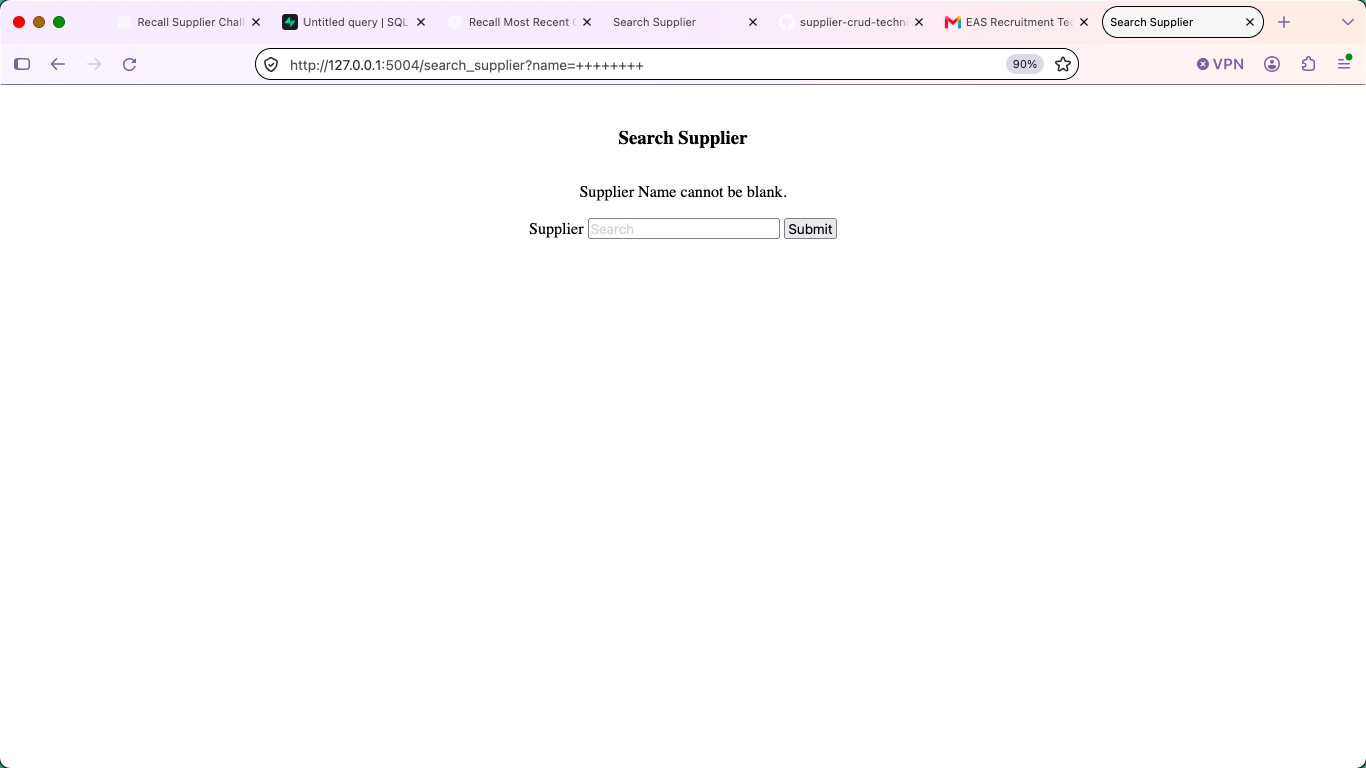 Recall Supplier Chall
Untitled query | SQL
Recall Most Recent
Search Supplier
supplier-crud-techni
EAS Recruitment Tec
Search Supplier
http://127.0.0.1:5004/search_supplier?name=++++++++
90%
VPN
Search Supplier
Supplier Name cannot be blank.
Supplier Search Submit